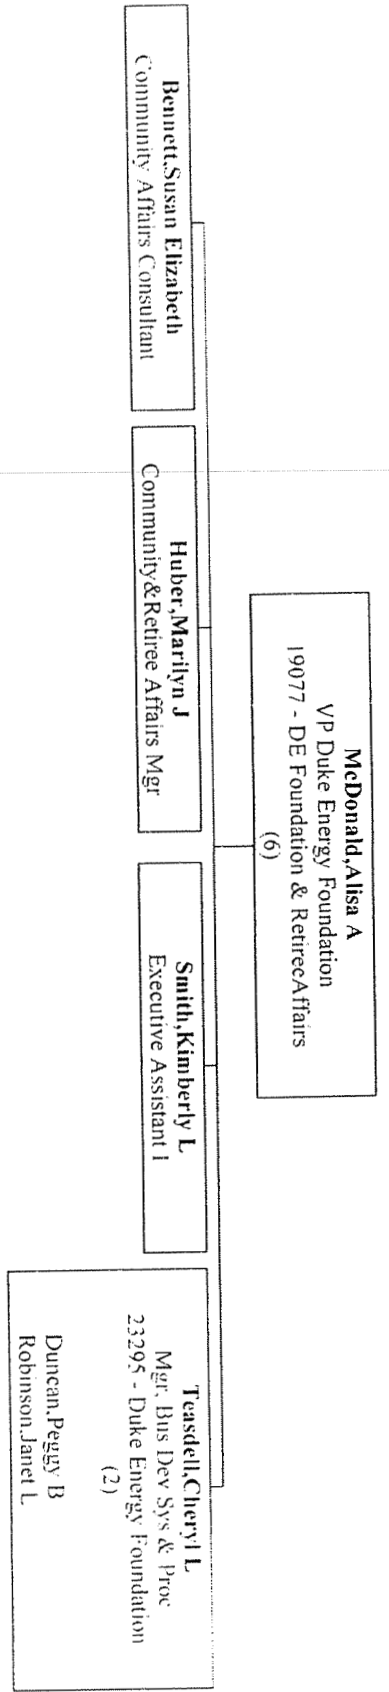 McDonald,Alisa A
VP Duke Energy Foundation
19077 - DE Foundation & RetireeAffairs
(6)
Bennett,Susan Elizabeth
Community Affairs Consultant
Huber,Marilyn J
Community&Retiree Affairs Mgr
Smith,Kimberly L
Executive Assistant I
Teasdell,Cheryl L
Mgr, Bus Dev Sys & Proc
23295 - Duke Energy Foundation
(2)
Duncan,Peggy B
Robinson,Janet L